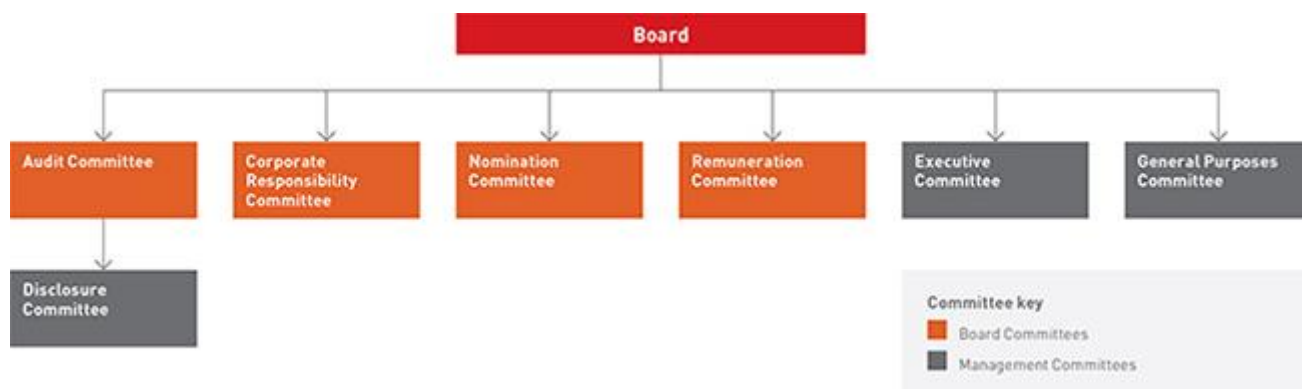 Board
Audit Committee
Corporate
Responsibility
Committee
Nomination
Committee
Remuneration
Committee
Executive
Committee
General Purposes
Committee
Disclosure
Committee
Committee key
Board Committees
Management Committees